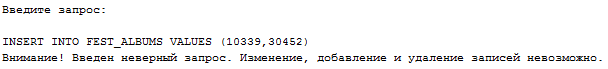 Введите запрос:
INSERT INTO FEST_ALBUMS VALUES (10339,30452)
Внимание! Введен неверный запрос. Изменение, добавление и удаление записей невозможно.